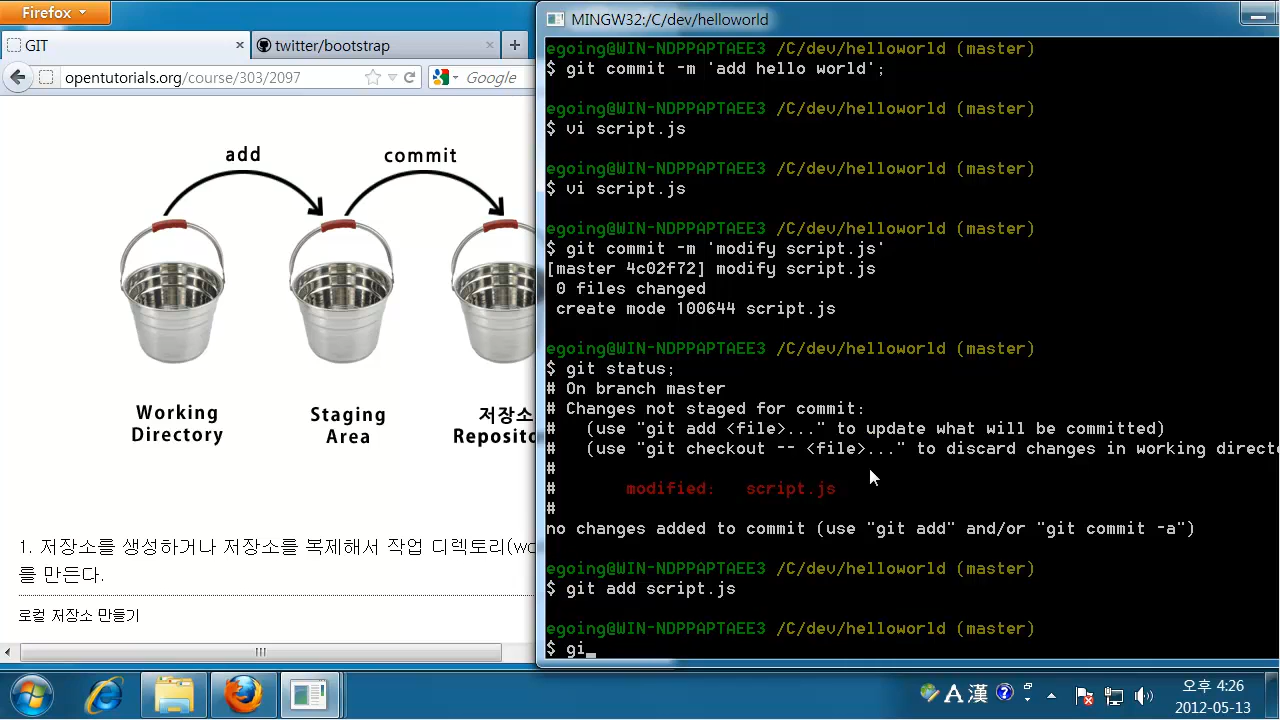 Firefox
GIT
twitter/bootstrap
opentutorials.org/course/303/2097
Google
add
commit
Working
Directory
Staging
Area
저장소
1. 저장소를 생성하거나 저장소를 복제해서 작업 디렉토리
를 만든다.
로컬 저장소 만들기
MINGW32:/C/dev/helloworld
egoing@WIN-NDPPAPTAEE3 /C/dev/helloworld (master)
$ git commit -m 'add hello world';
egoing@WIN-NDPPAPTAEE3 /C/dev/helloworld (master)
$ vi script.js
egoing@WIN-NDPPAPTAEE3 /C/dev/helloworld (master)
$ vi script.js
egoing@WIN-NDPPAPTAEE3 /C/dev/helloworld (master)
$ git commit -m 'modify script.js'
[master 4c02f72] modify script.js
0 files changed
create mode 100644 script.js
egoing@WIN-NDPPAPTAEE3 /C/dev/helloworld (master)
$ git status;
# On branch master
# Changes not staged for commit:
# (use "git add <file>..." to update what will be committed)
# (use "git checkout -- <file>..." to discard changes in working
#
# modified: script.js
#
no changes added to commit (use "git add" and/or "git commit -a")
egoing@WIN-NDPPAPTAEE3 /C/dev/helloworld (master)
$ git add script.js
egoing@WIN-NDPPAPTAEE3 /C/dev/helloworld (master)
$ gi_
A 漢
오후 4:26
2012-05-13